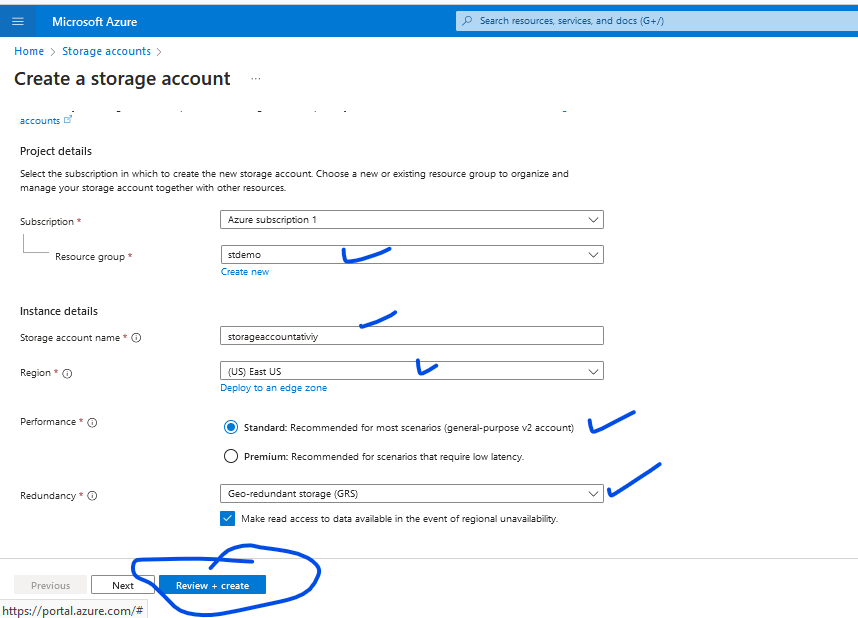 Microsoft Azure
Search resources, services, and docs (G+/)
Home > Storage accounts >
Create a storage account ...
accounts
Project details
Select the subscription in which to create the new storage account. Choose a new or existing resource group to organize and
manage your storage account together with other resources.
Subscription * Azure subscription 1
Resource group * stdemo
Create new
Instance details
Storage account name * storageaccountativiy
Region * (US) East US
Deploy to an edge zone
Performance * Standard: Recommended for most scenarios (general-purpose v2 account)
Premium: Recommended for scenarios that require low latency.
Redundancy * Geo-redundant storage (GRS)
Make read access to data available in the event of regional unavailability.
Previous Next Review + create
https://portal.azure.com/#